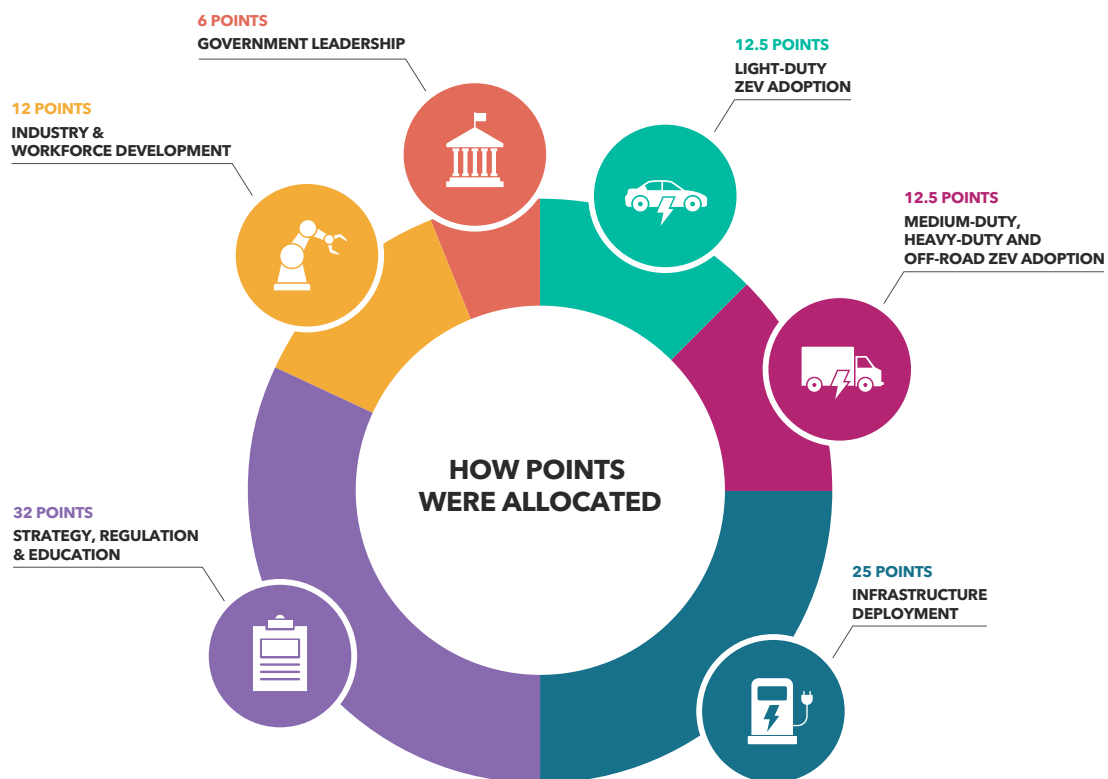 6 POINTS
GOVERNMENT LEADERSHIP
12.5 POINTS
LIGHT-DUTY
ZEV ADOPTION
12 POINTS
INDUSTRY &
WORKFORCE DEVELOPMENT
12.5 POINTS
MEDIUM-DUTY,
HEAVY-DUTY AND
OFF-ROAD ZEV ADOPTION
HOW POINTS
WERE ALLOCATED
32 POINTS
STRATEGY, REGULATION
& EDUCATION
25 POINTS
INFRASTRUCTURE
DEPLOYMENT